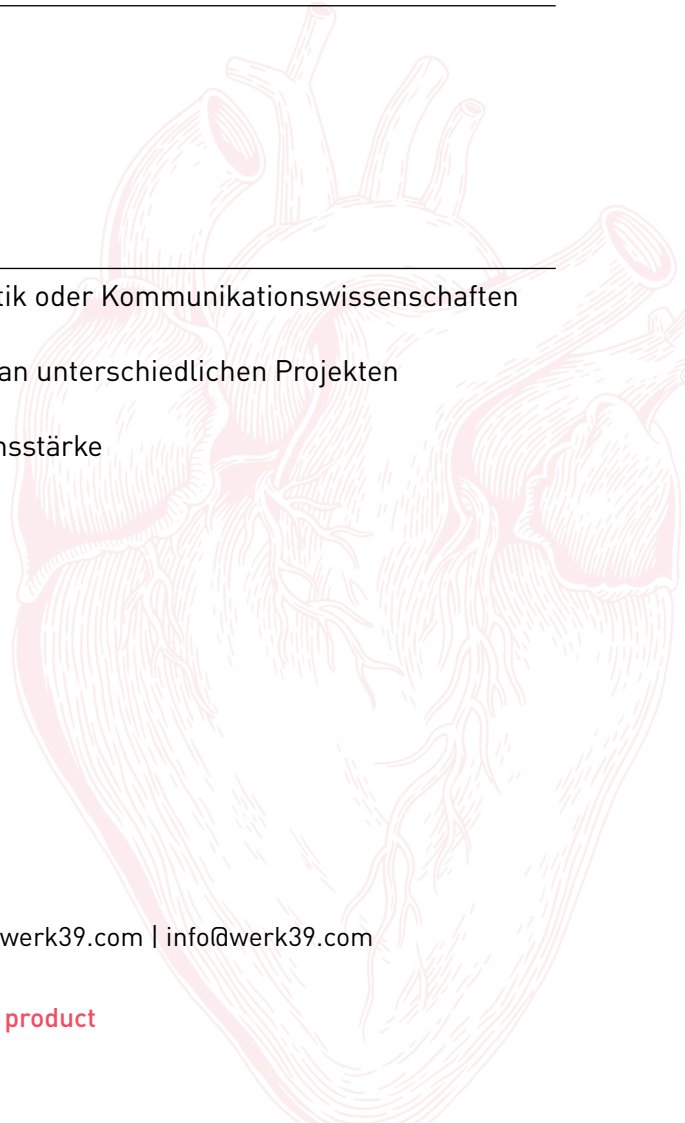 tik oder Kommunikationswissenschaften
an unterschiedlichen Projekten
nsstärke
werk39.com | info@werk39.com
product